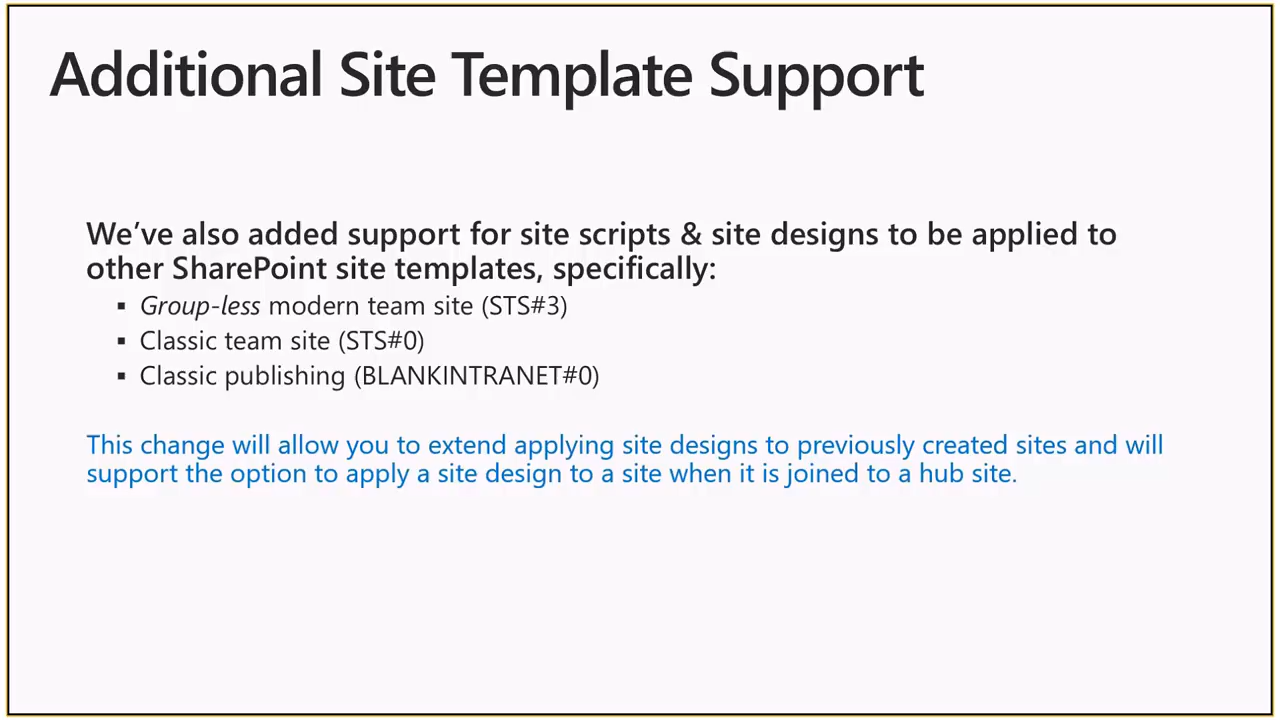 Additional Site Template Support
We’ve also added support for site scripts & site designs to be applied to
other SharePoint site templates, specifically:
▪ Group-less modern team site (STS#3)
▪ Classic team site (STS#0)
▪ Classic publishing (BLANKINTRANET#0)
This change will allow you to extend applying site designs to previously created sites and will
support the option to apply a site design to a site when it is joined to a hub site.